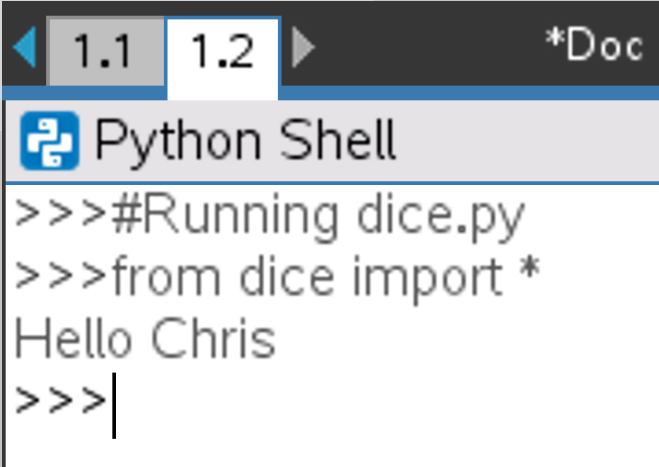 1.1 1.2 *Doc
Python Shell
>>>#Running dice.py
>>>from dice import *
Hello Chris
>>>